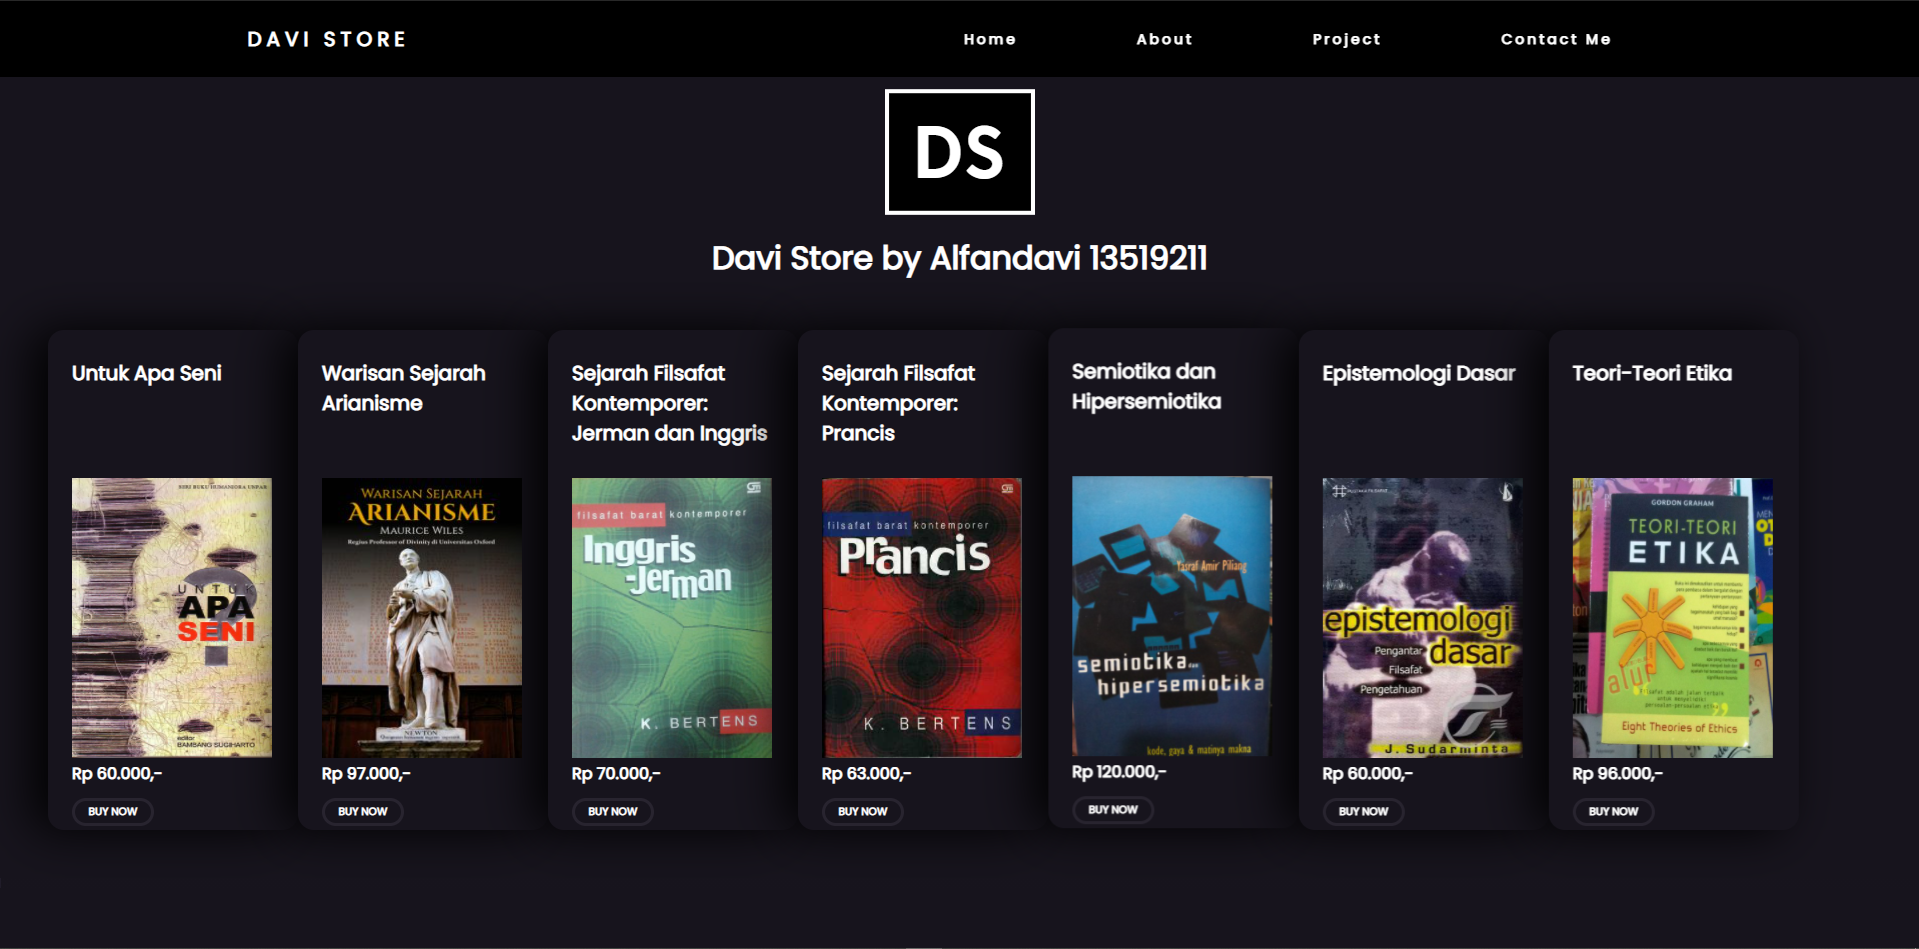 DAVI STORE
Home
About
Project
Contact Me
DS
Davi Store by Alfandavi 13519211
Untuk Apa Seni
SERI BUKU HUMANIORA UNPAR
UNTUK
APA
SENI
?
editor
BAMBANG SUGIHARTO
Rp 60.000,-
BUY NOW
Warisan Sejarah
Arianisme
WARISAN SEJARAH
ARIANISME
MAURICE WILES
Regius Professor of Divinity di Universitas Oxford
NEWTON
Rp 97.000,-
BUY NOW
Sejarah Filsafat
Kontemporer:
Jerman dan Inggris
filsafat barat kontemporer
Inggris
-Jerman
K. BERTENS
Rp 70.000,-
BUY NOW
Sejarah Filsafat
Kontemporer:
Prancis
filsafat barat kontemporer
Prancis
K. BERTENS
Rp 63.000,-
BUY NOW
Semiotika dan
Hipersemiotika
Yasraf Amir Piliang
semiotika...
hipersemiotika
kode, gaya & matinya makna
Rp 120.000,-
BUY NOW
Epistemologi Dasar
epistemologi
dasar
Pengantar
Filsafat
Pengetahuan
J. Sudarminta
Rp 60.000,-
BUY NOW
Teori-Teori Etika
GORDON GRAHAM
TEORI-TEORI
ETIKA
alur
Eight Theories of Ethics
Rp 96.000,-
BUY NOW